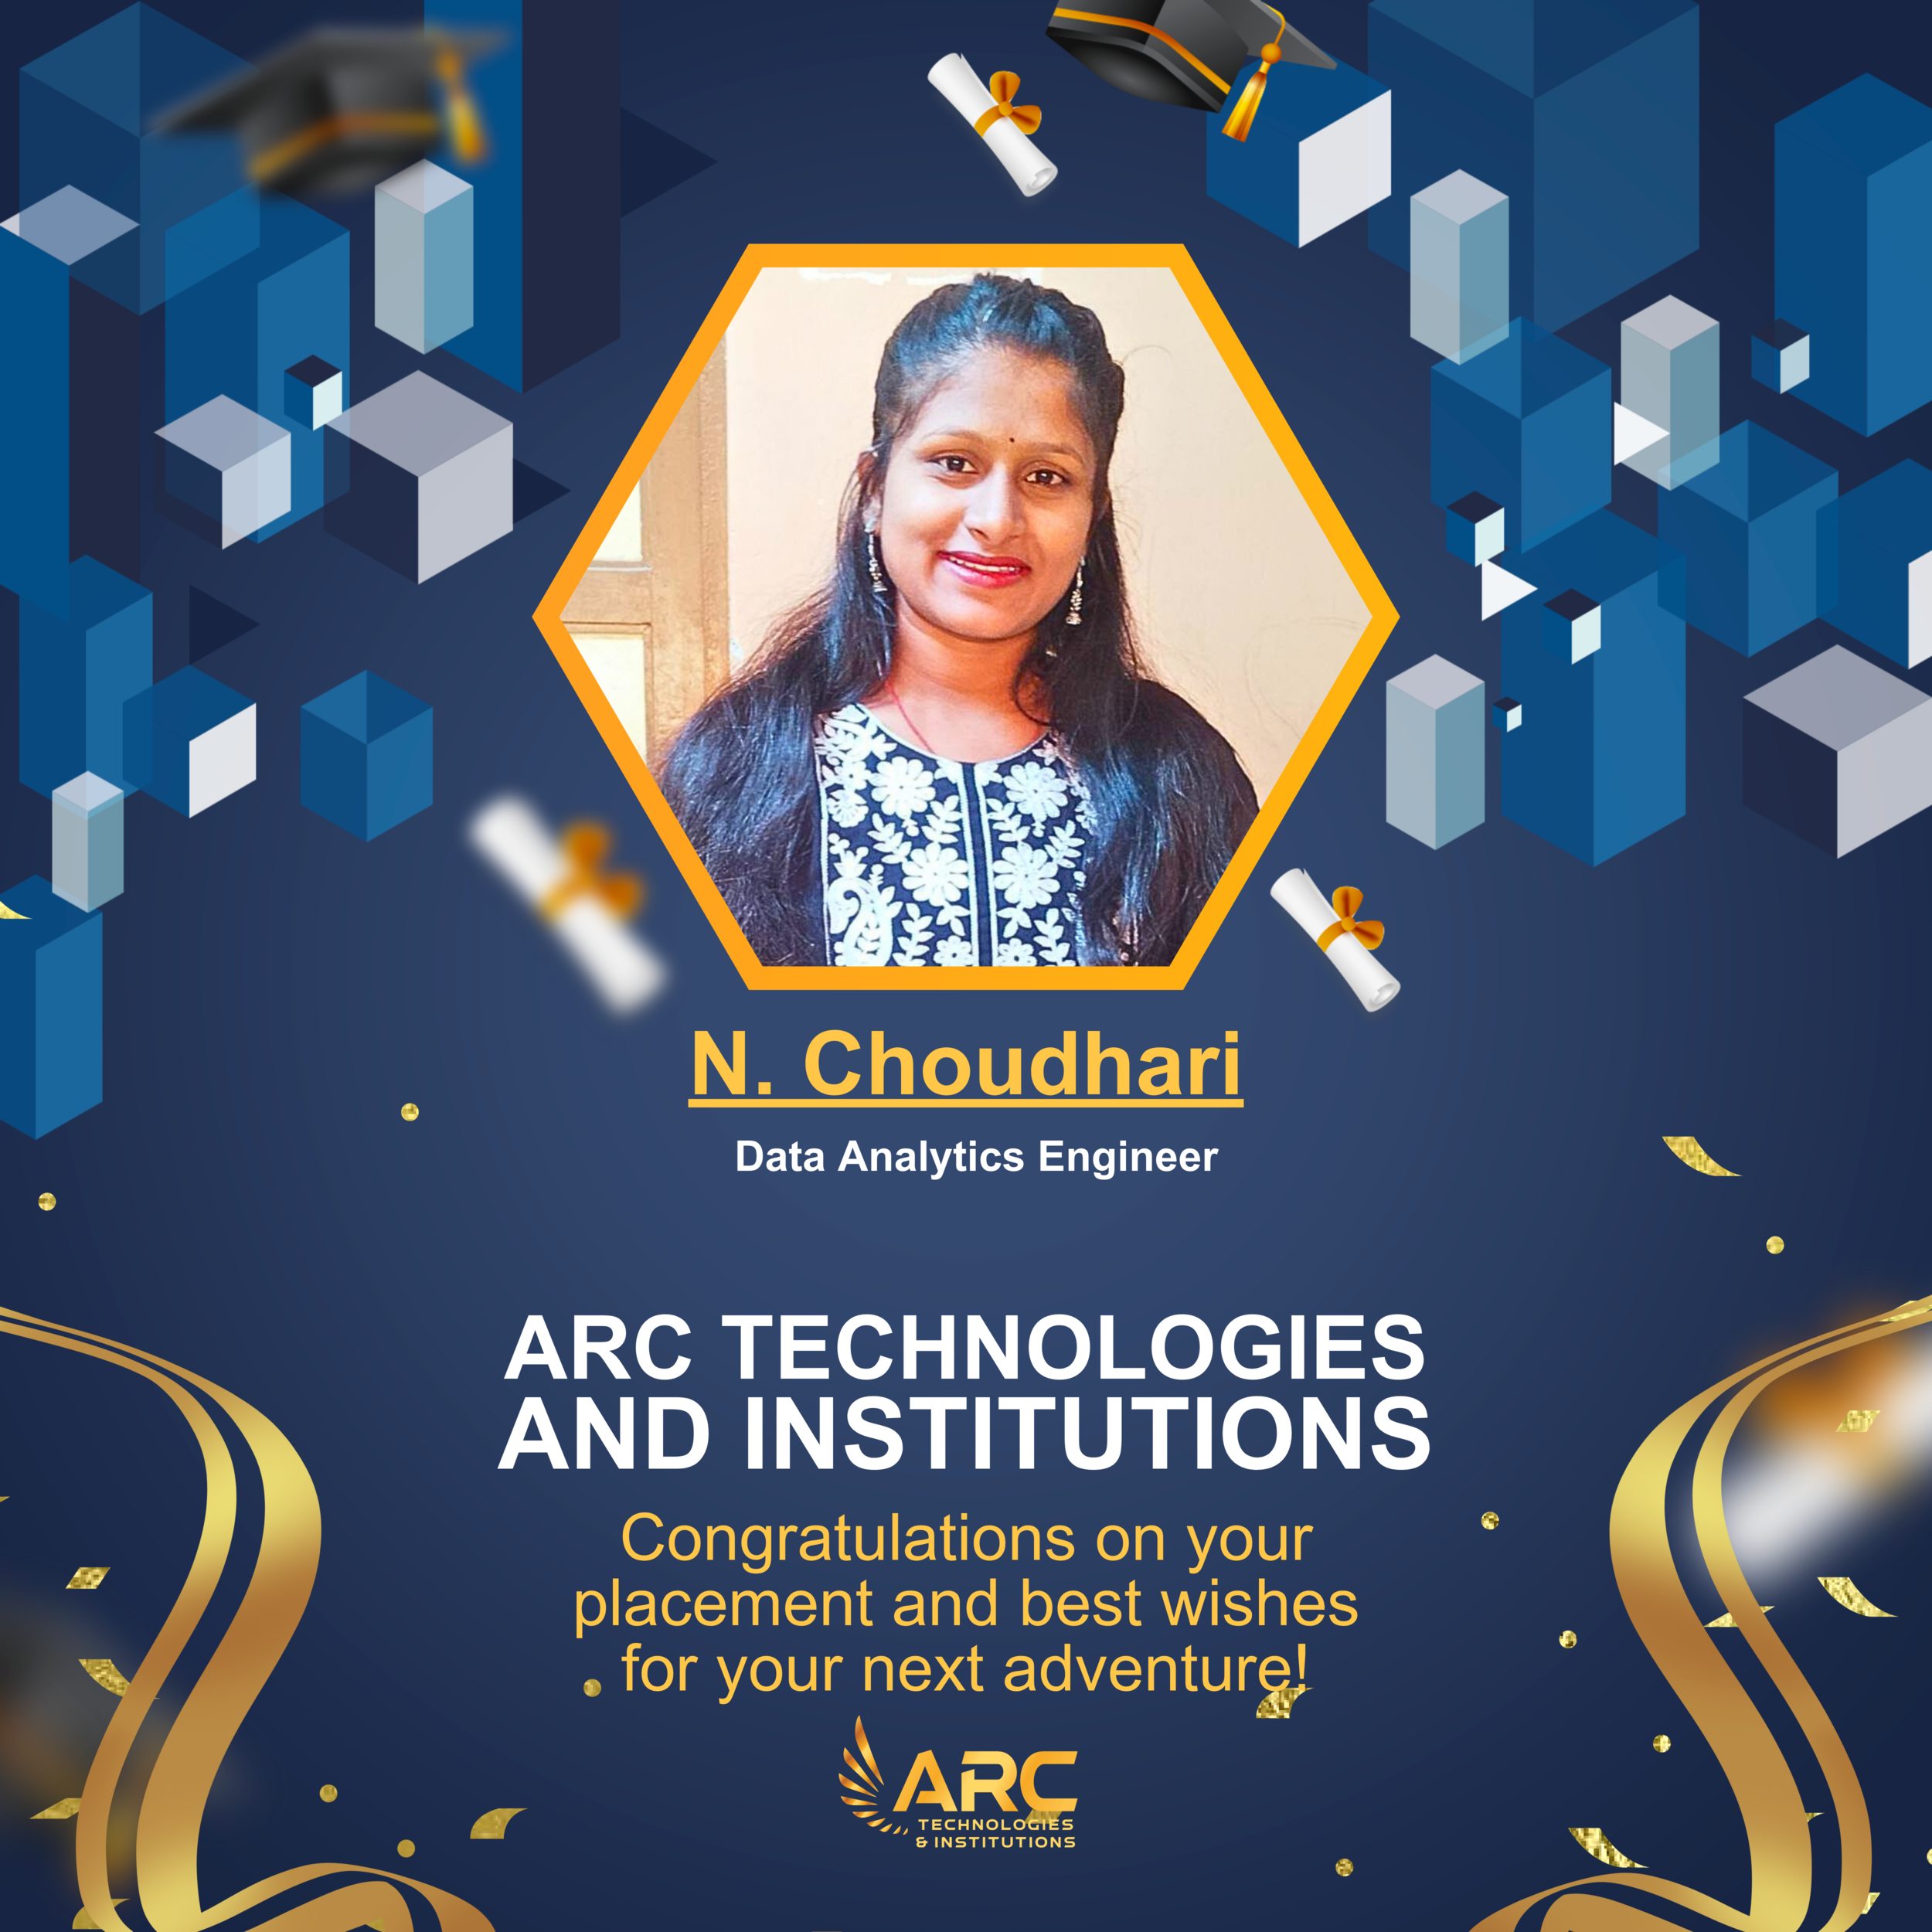 N. Choudhari
Data Analytics Engineer
ARC TECHNOLOGIES
AND INSTITUTIONS
Congratulations on your
placement and best wishes
for your next adventure!
ARC
TECHNOLOGIES
& INSTITUTIONS